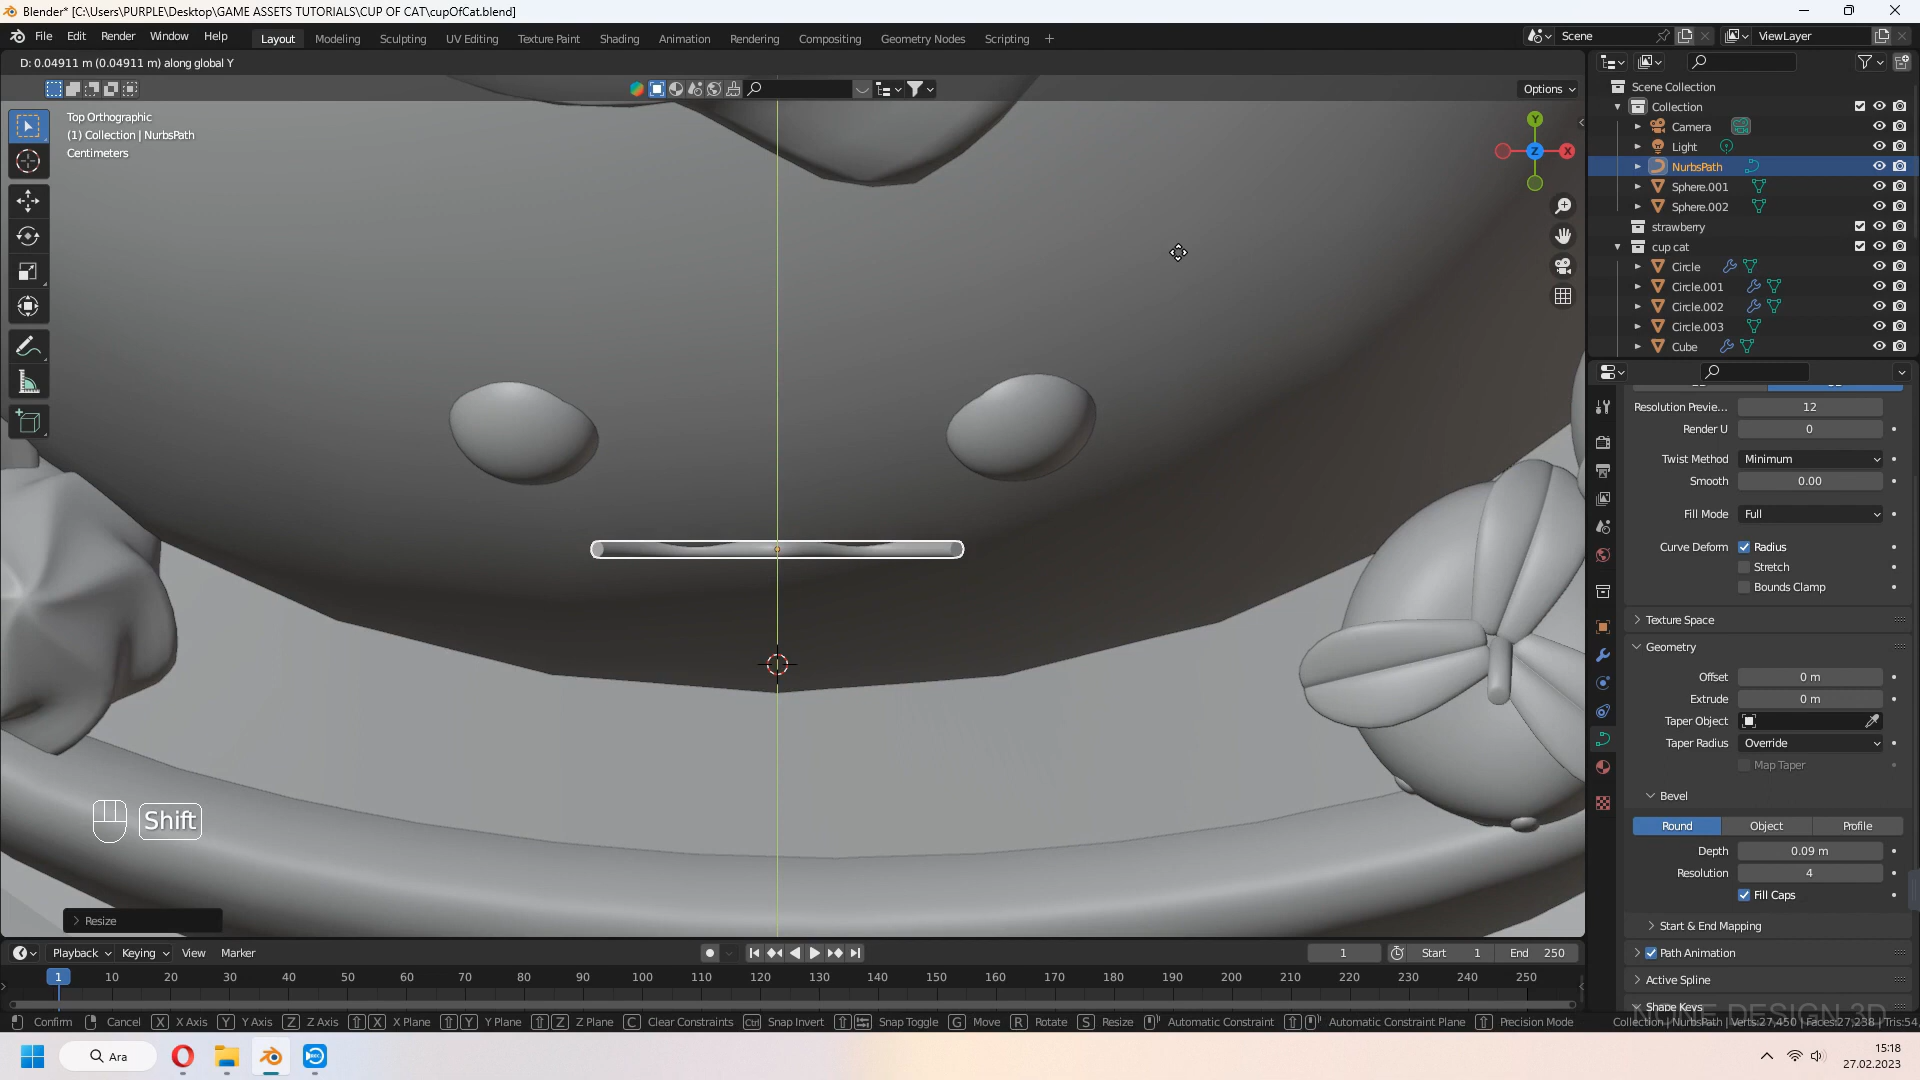 Blender* [C:\Users\PURPLE\Desktop\GAME ASSETS TUTORIALS\CUP OF CAT\cupOfCat.blend]
File Edit Render Window Help Layout Modeling Sculpting UV Editing Texture Paint Shading Animation Rendering Compositing Geometry Nodes Scripting + Scene ViewLayer
D: 0.04911 m (0.04911 m) along global Y
Options
Top Orthographic
(1) Collection | NurbsPath
Centimeters
Y
Z
X
Scene Collection
Collection
Camera
Light
NurbsPath
Sphere.001
Sphere.002
strawberry
cup cat
Circle
Circle.001
Circle.002
Circle.003
Cube
Resolution Previe... 12
Render U 0
Twist Method Minimum
Smooth 0.00
Fill Mode Full
Curve Deform Radius
Stretch
Bounds Clamp
Texture Space
Geometry
Offset 0 m
Extrude 0 m
Taper Object
Taper Radius Override
Map Taper
Bevel
Round Object Profile
Depth 0.09 m
Resolution 4
Fill Caps
Start & End Mapping
Path Animation
Active Spline
Shape Keys
Shift
Resize
Playback Keying View Marker 1 Start 1 End 250
1 10 20 30 40 50 60 70 80 90 100 110 120 130 140 150 160 170 180 190 200 210 220 230 240 250
Confirm Cancel X X Axis Y Y Axis Z Z Axis X X Plane Y Y Plane Z Z Plane C Clear Constraints Ctrl Snap Invert Snap Toggle G Move R Rotate S Resize Automatic Constraint Automatic Constraint Plane Precision Mode Collection | NurbsPath | Verts:27,450 | Faces:27,238 | Tris:54,
Ara
15:18
27.02.2023